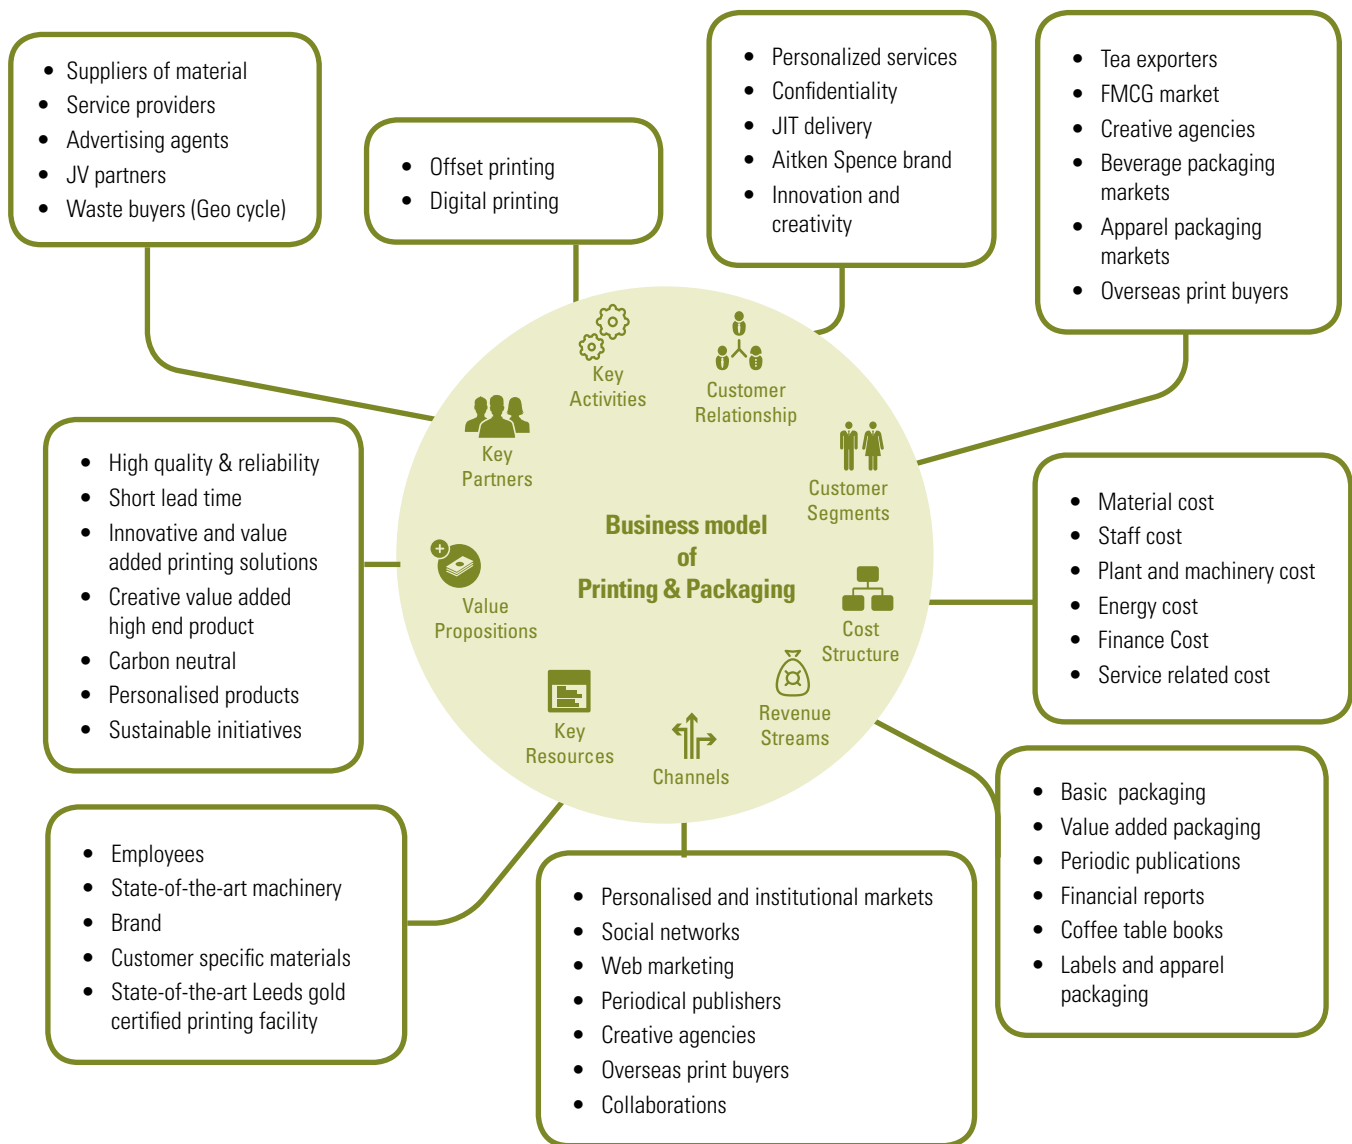 • Suppliers of material
• Service providers
• Advertising agents
• JV partners
• Waste buyers (Geo cycle)
• Offset printing
• Digital printing
• Personalized services
• Confidentiality
• JIT delivery
• Aitken Spence brand
• Innovation and
creativity
• Tea exporters
• FMCG market
• Creative agencies
• Beverage packaging
markets
• Apparel packaging
markets
• Overseas print buyers
Key
Activities
Customer
Relationship
Key
Partners
Customer
Segments
Business model
of
Printing & Packaging
Value
Propositions
Cost
Structure
Key
Resources
Channels
Revenue
Streams
• High quality & reliability
• Short lead time
• Innovative and value
added printing solutions
• Creative value added
high end product
• Carbon neutral
• Personalised products
• Sustainable initiatives
• Material cost
• Staff cost
• Plant and machinery cost
• Energy cost
• Finance Cost
• Service related cost
• Employees
• State-of-the-art machinery
• Brand
• Customer specific materials
• State-of-the-art Leeds gold
certified printing facility
• Personalised and institutional markets
• Social networks
• Web marketing
• Periodical publishers
• Creative agencies
• Overseas print buyers
• Collaborations
• Basic packaging
• Value added packaging
• Periodic publications
• Financial reports
• Coffee table books
• Labels and apparel
packaging